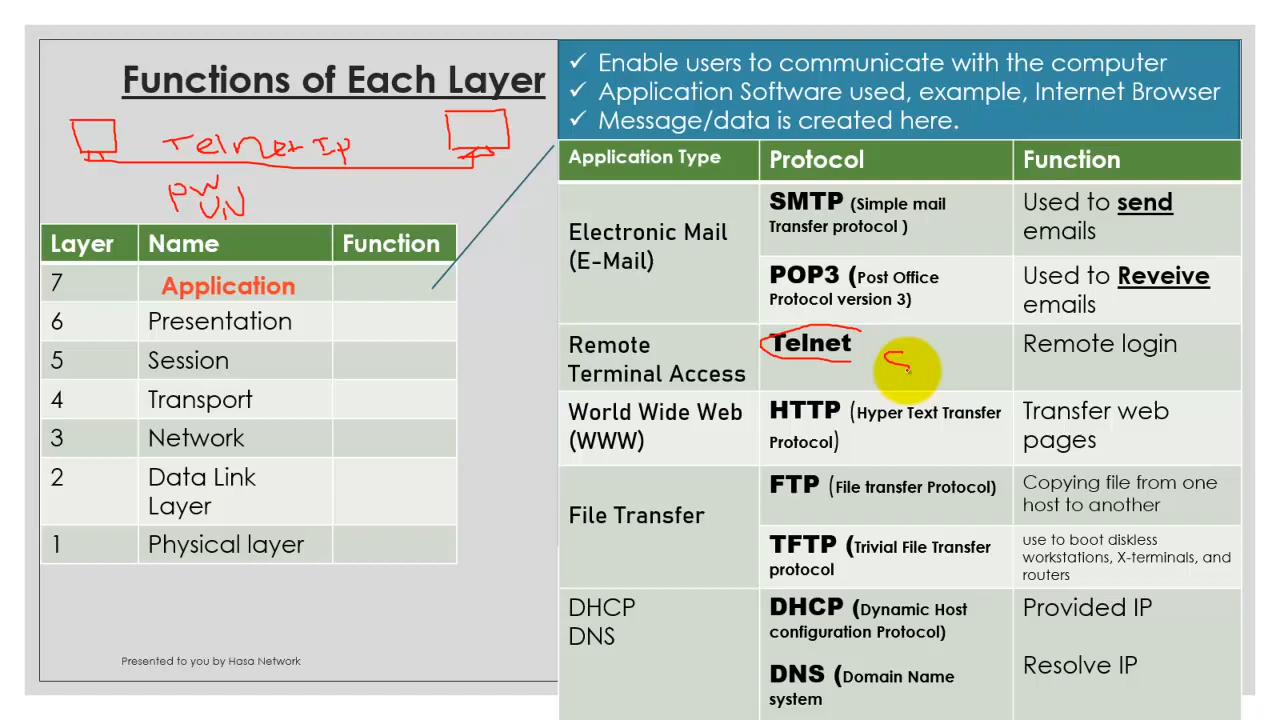 Functions of Each Layer
Telnet IP
PW
UN
Layer Name Function
7 Application
6 Presentation
5 Session
4 Transport
3 Network
2 Data Link
Layer
1 Physical layer
Presented to you by Hasa Network
✓ Enable users to communicate with the computer
✓ Application Software used, example, Internet Browser
✓ Message/data is created here.
Application Type Protocol Function
Electronic Mail
(E-Mail)
SMTP (Simple mail
Transfer protocol )
Used to send
emails
POP3 (Post Office
Protocol version 3)
Used to Reveive
emails
Remote
Terminal Access
Telnet
Remote login
World Wide Web
(WWW)
HTTP (Hyper Text Transfer
Protocol)
Transfer web
pages
File Transfer
FTP (File transfer Protocol)
Copying file from one
host to another
TFTP (Trivial File Transfer
protocol
use to boot diskless
workstations, X-terminals, and
routers
DHCP
DNS
DHCP (Dynamic Host
configuration Protocol)
Provided IP
DNS (Domain Name
system
Resolve IP